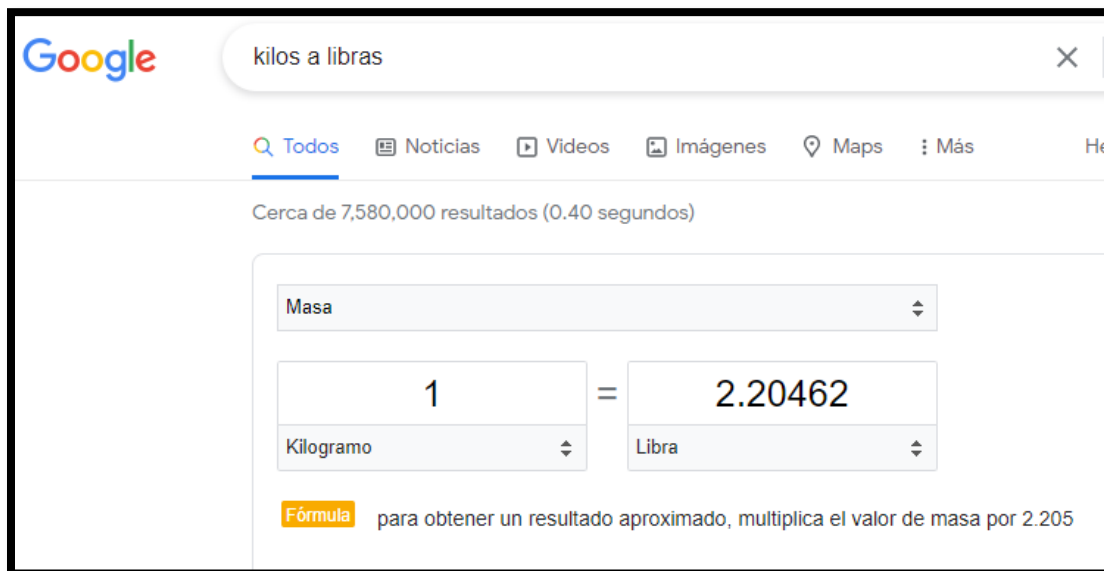 Google kilos a libras
Todos Noticias Videos Imágenes Maps Más
Cerca de 7,580,000 resultados (0.40 segundos)
Masa
1 = 2.20462
Kilogramo Libra
Fórmula para obtener un resultado aproximado, multiplica el valor de masa por 2.205